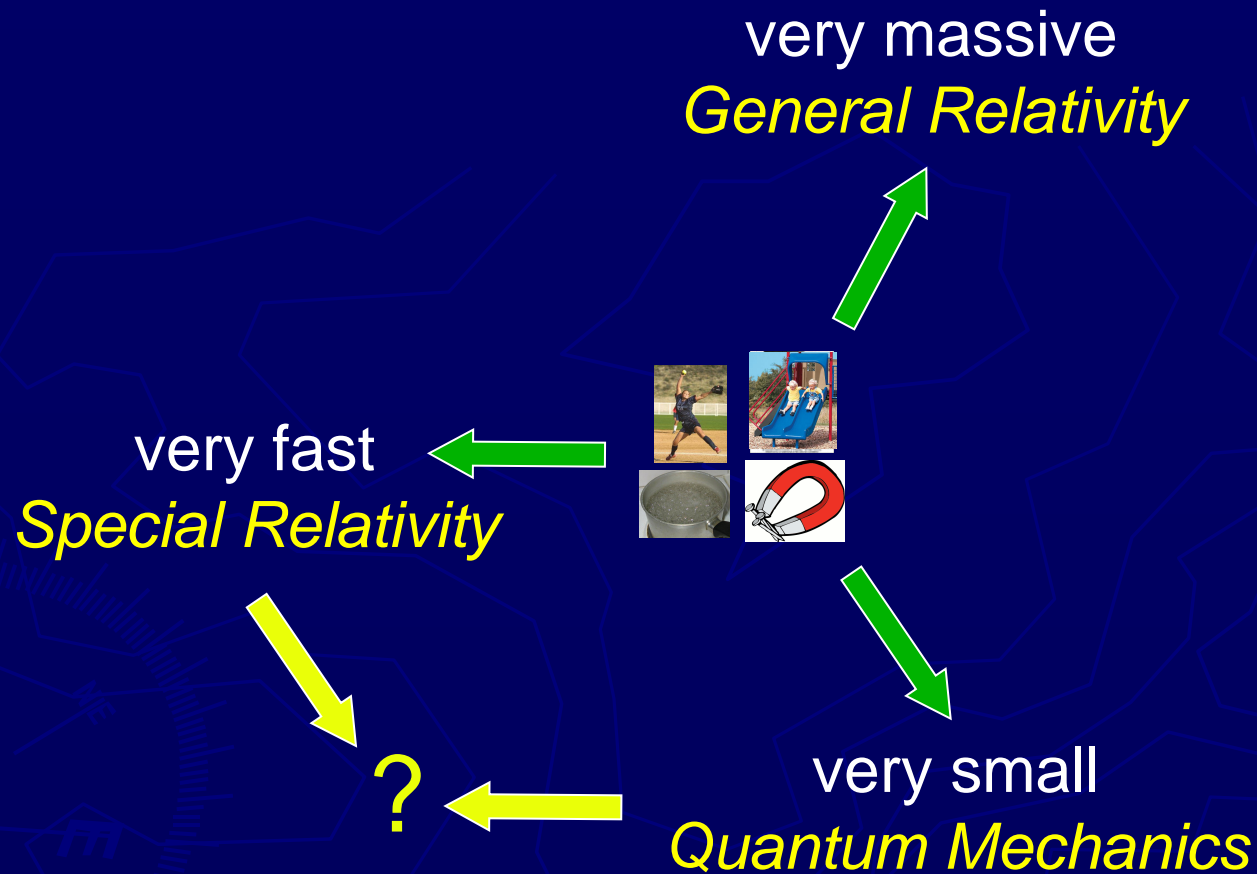 very massive
General Relativity
very fast
Special Relativity
?
very small
Quantum Mechanics